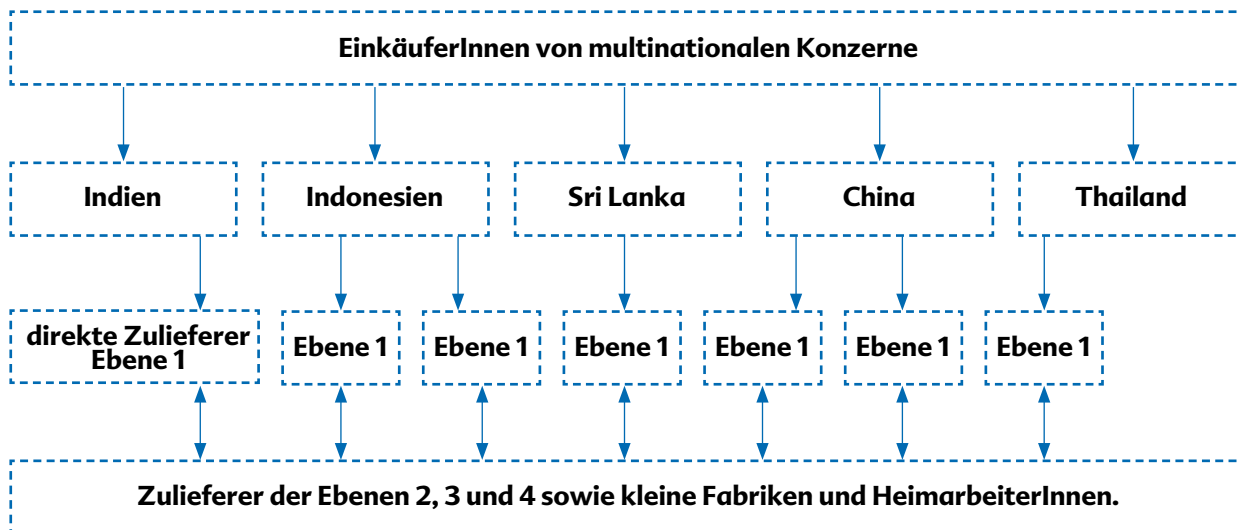 EinkäuferInnen von multinationalen Konzerne
Indien
Indonesien
Sri Lanka
China
Thailand
direkte Zulieferer
Ebene 1
Ebene 1
Ebene 1
Ebene 1
Ebene 1
Ebene 1
Ebene 1
Zulieferer der Ebenen 2, 3 und 4 sowie kleine Fabriken und HeimarbeiterInnen.